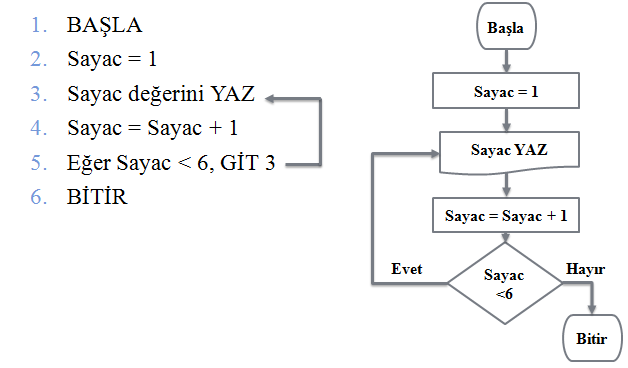 1. BAŞLA
2. Sayac = 1
3. Sayac değerini YAZ
4. Sayac = Sayac + 1
5. Eğer Sayac < 6, GİT 3
6. BİTİR
Başla
Sayac = 1
Sayac YAZ
Sayac = Sayac + 1
Evet
Sayac
<6
Hayır
Bitir